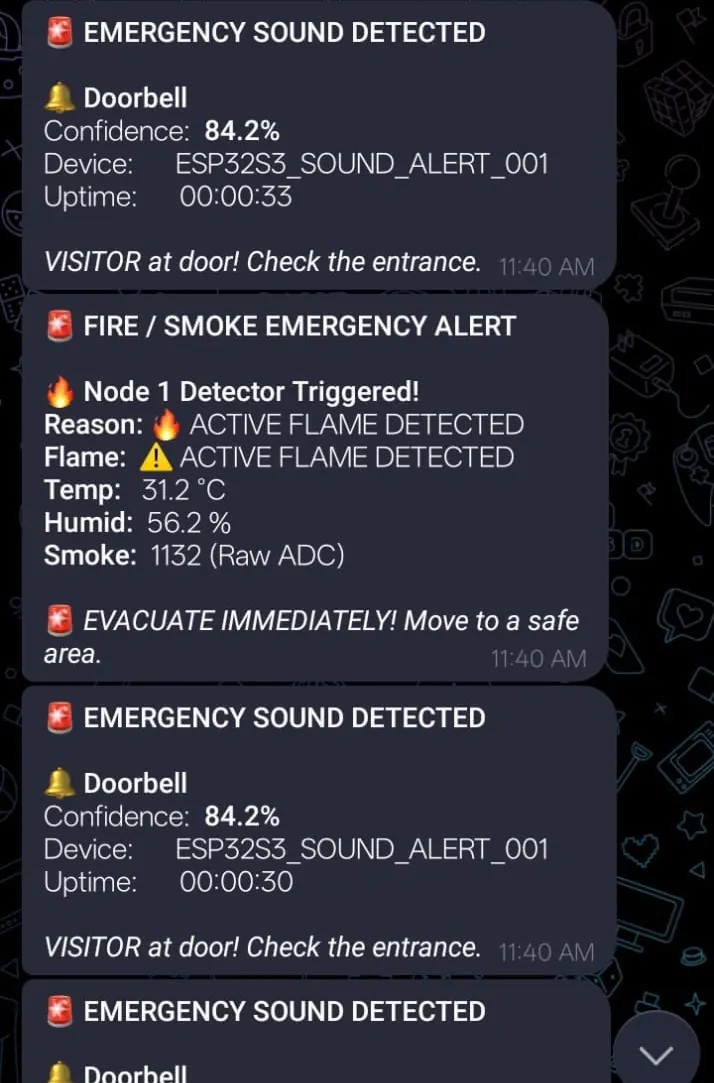 🚨 EMERGENCY SOUND DETECTED
🔔 Doorbell
Confidence: 84.2%
Device: ESP32S3_SOUND_ALERT_001
Uptime: 00:00:33
VISITOR at door! Check the entrance. 11:40 AM
🚨 FIRE / SMOKE EMERGENCY ALERT
🔥 Node 1 Detector Triggered!
Reason: 🔥 ACTIVE FLAME DETECTED
Flame: ⚠️ ACTIVE FLAME DETECTED
Temp: 31.2 °C
Humid: 56.2 %
Smoke: 1132 (Raw ADC)
🚨 EVACUATE IMMEDIATELY! Move to a safe
area. 11:40 AM
🚨 EMERGENCY SOUND DETECTED
🔔 Doorbell
Confidence: 84.2%
Device: ESP32S3_SOUND_ALERT_001
Uptime: 00:00:30
VISITOR at door! Check the entrance. 11:40 AM
🚨 EMERGENCY SOUND DETECTED
🔔 Doorbell